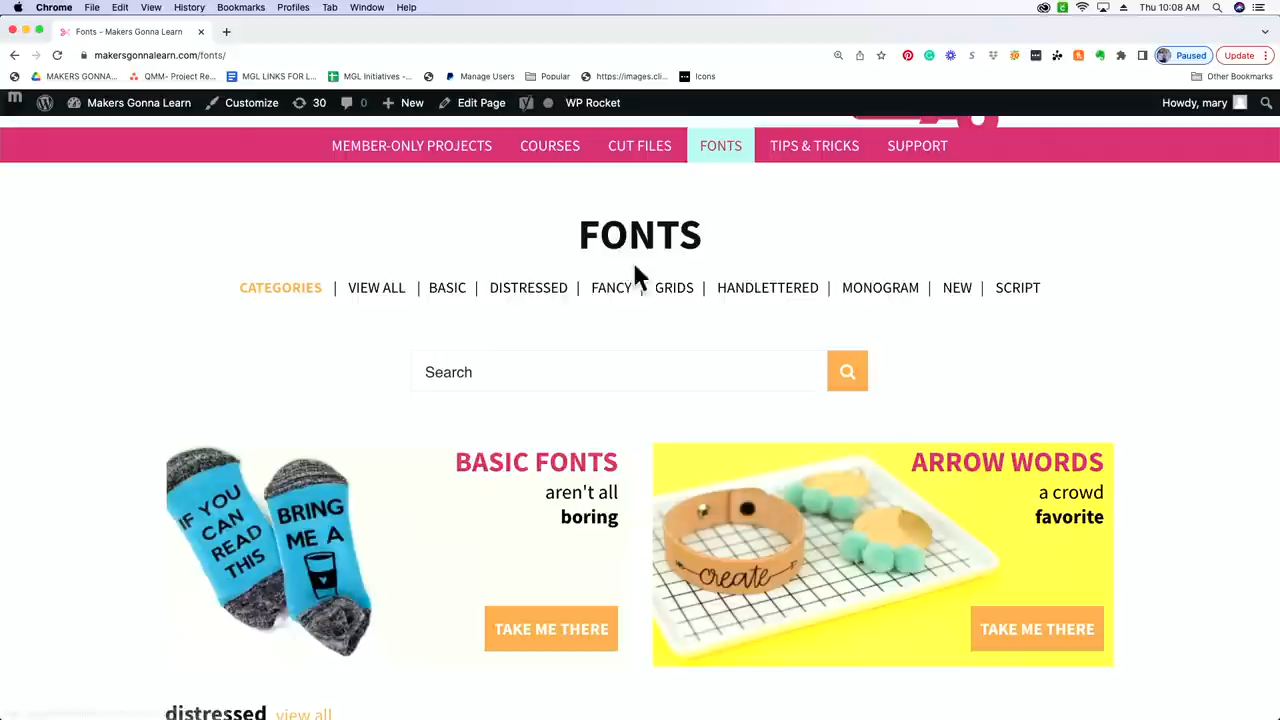 Chrome File Edit View History Bookmarks Profiles Tab Window Help Thu 10:08 AM
Fonts - Makers Gonna Learn
makersgonnalearn.com/fonts/ Paused Update
MAKERS GONNA... QMM- Project Re... MGL LINKS FOR L... MGL Initiatives -... Manage Users Popular https://images.cli... Icons Other Bookmarks
Makers Gonna Learn Customize 30 0 New Edit Page WP Rocket Howdy, mary
MEMBER-ONLY PROJECTS COURSES CUT FILES FONTS TIPS & TRICKS SUPPORT
FONTS
CATEGORIES | VIEW ALL | BASIC | DISTRESSED | FANCY | GRIDS | HANDLETTERED | MONOGRAM | NEW | SCRIPT
Search
BASIC FONTS
aren't all
boring
TAKE ME THERE
IF YOU
CAN
READ
THIS
BRING
ME A
ARROW WORDS
a crowd
favorite
TAKE ME THERE
create
distressed view all